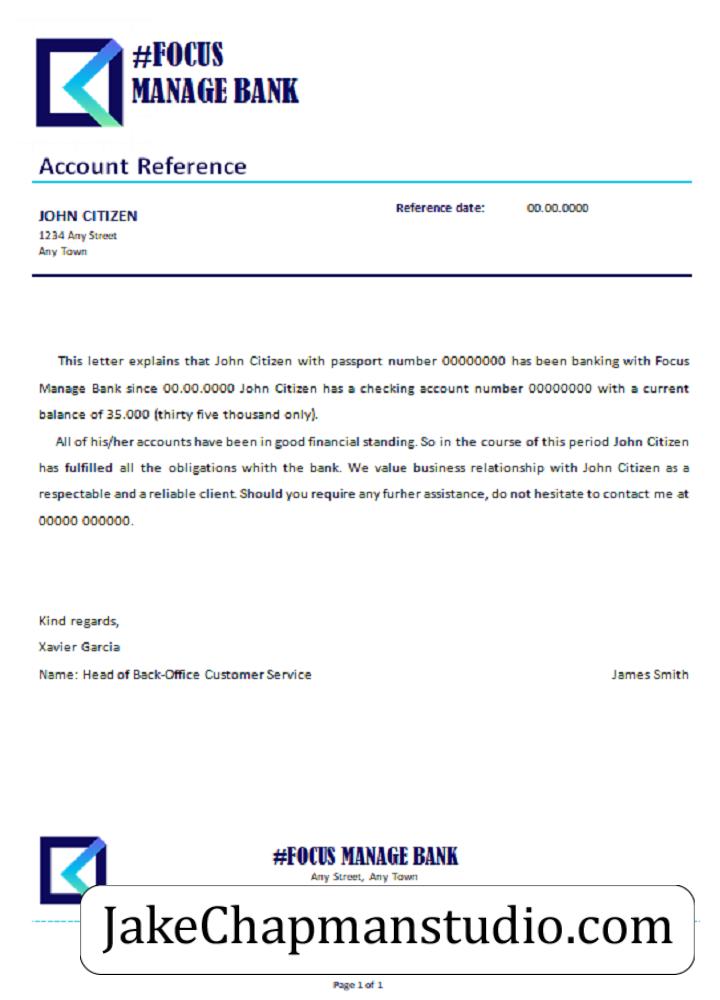 #FOCUS
MANAGE BANK
Account Reference
JOHN CITIZEN
Reference date: 00.00.0000
1234 Any Street
Any Town
This letter explains that John Citizen with passport number 00000000 has been banking with Focus
Manage Bank since 00.00.0000 John Citizen has a checking account number 00000000 with a current
balance of 35.000 (thirty five thousand only).
All of his/her accounts have been in good financial standing. So in the course of this period John Citizen
has fulfilled all the obligations whith the bank. We value business relationship with John Citizen as a
respectable and a reliable client. Should you require any furher assistance, do not hesitate to contact me at
00000 000000.
Kind regards,
Xavier Garcia
Name: Head of Back-Office Customer Service James Smith
#FOCUS MANAGE BANK
Any Street, Any Town
JakeChapmanstudio.com
Page 1 of 1